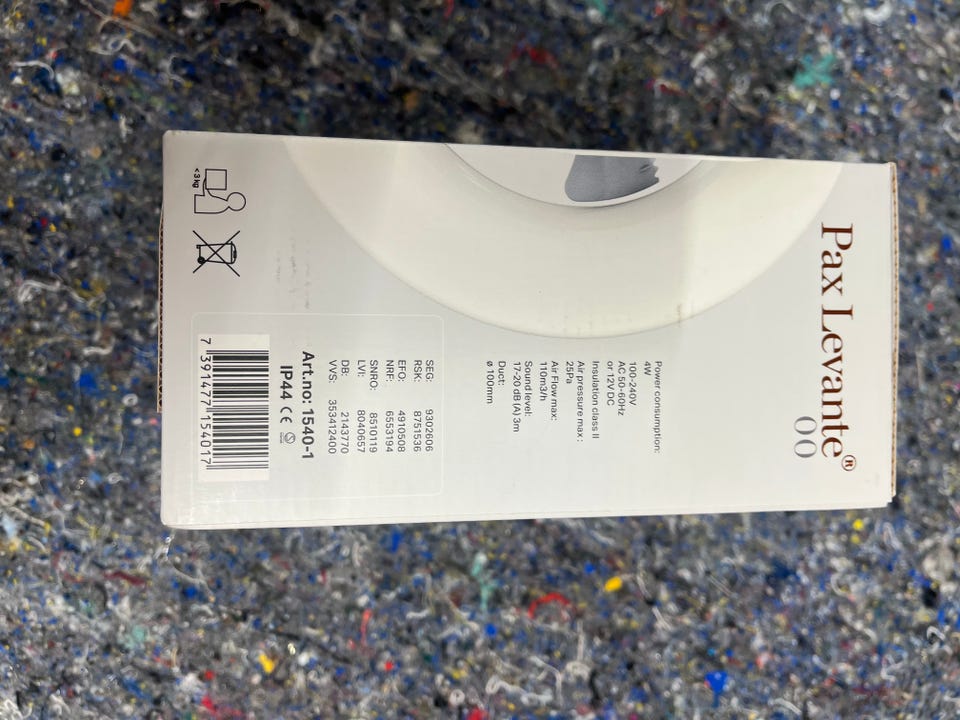 Pax Levante®
00
Power consumption:
4W
100-240V
AC 50-60Hz
or 12V DC
Insulation class II
Air pressure max :
25Pa
Air Flow max:
110m3/h
Sound level:
17-20 dB (A) 3m
Duct:
ø 100mm
SEG: 9302606
RSK: 8751536
EFO: 4910508
NRF: 6553194
SNRO: 8510119
LVI: 8040657
DB: 2143770
VVS: 353412400
Art.no: 1540-1
IP44 CE
7 391477 154017
<3 kg